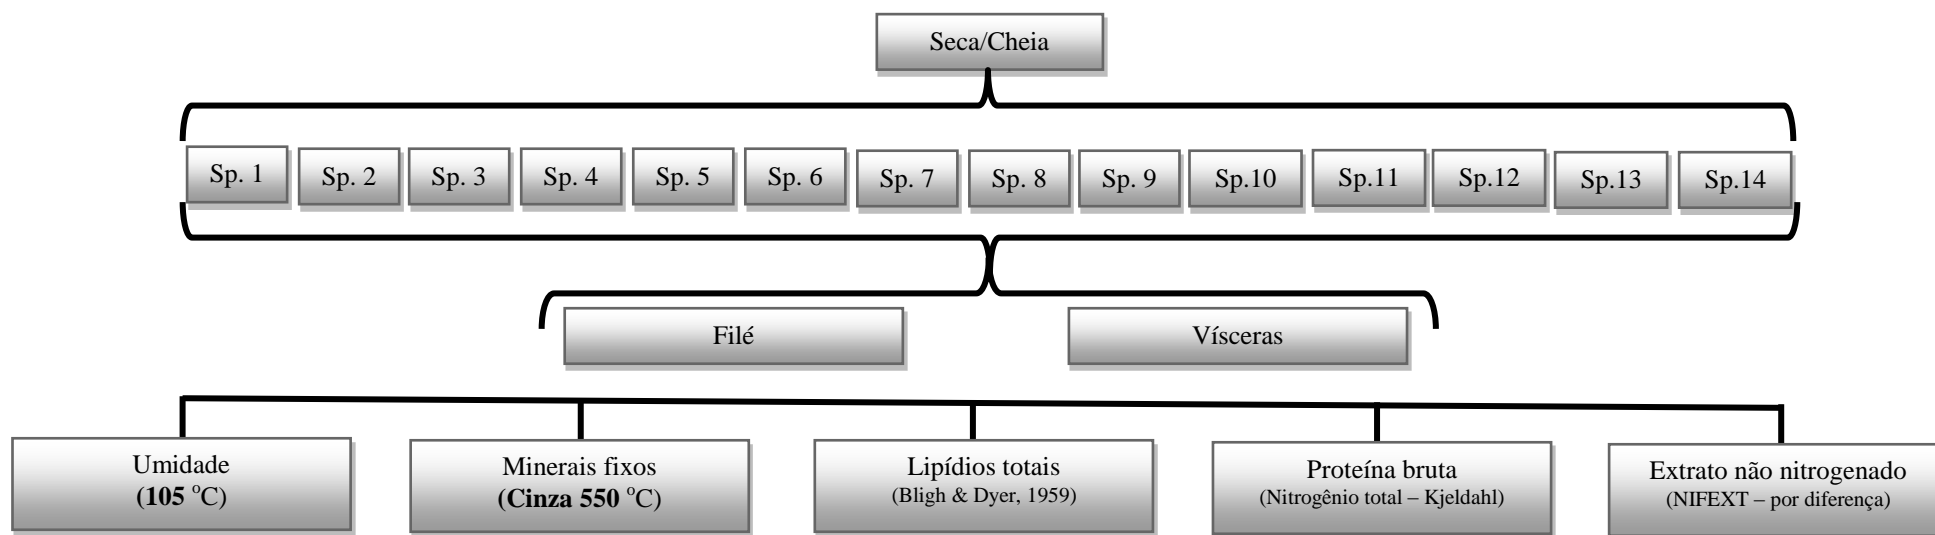 Seca/Cheia
Sp. 1
Sp. 2
Sp. 3
Sp. 4
Sp. 5
Sp. 6
Sp. 7
Sp. 8
Sp. 9
Sp.10
Sp.11
Sp.12
Sp.13
Sp.14
Filé
Vísceras
Umidade
(105 °C)
Minerais fixos
(Cinza 550 °C)
Lipídios totais
(Bligh & Dyer, 1959)
Proteína bruta
(Nitrogênio total – Kjeldahl)
Extrato não nitrogenado
(NIFEXT – por diferença)